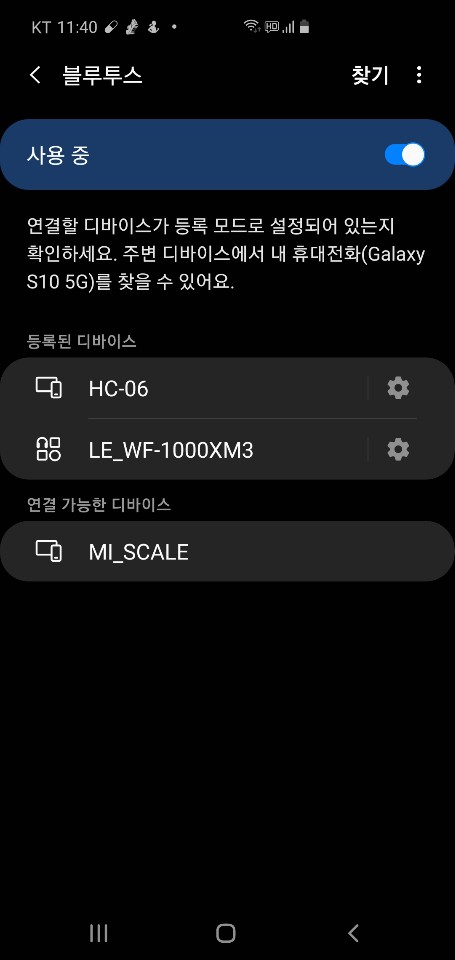 KT 11:40
HD
블루투스
찾기
사용 중
연결할 디바이스가 등록 모드로 설정되어 있는지
확인하세요. 주변 디바이스에서 내 휴대전화(Galaxy
S10 5G)를 찾을 수 있어요.
등록된 디바이스
HC-06
LE_WF-1000XM3
연결 가능한 디바이스
MI_SCALE